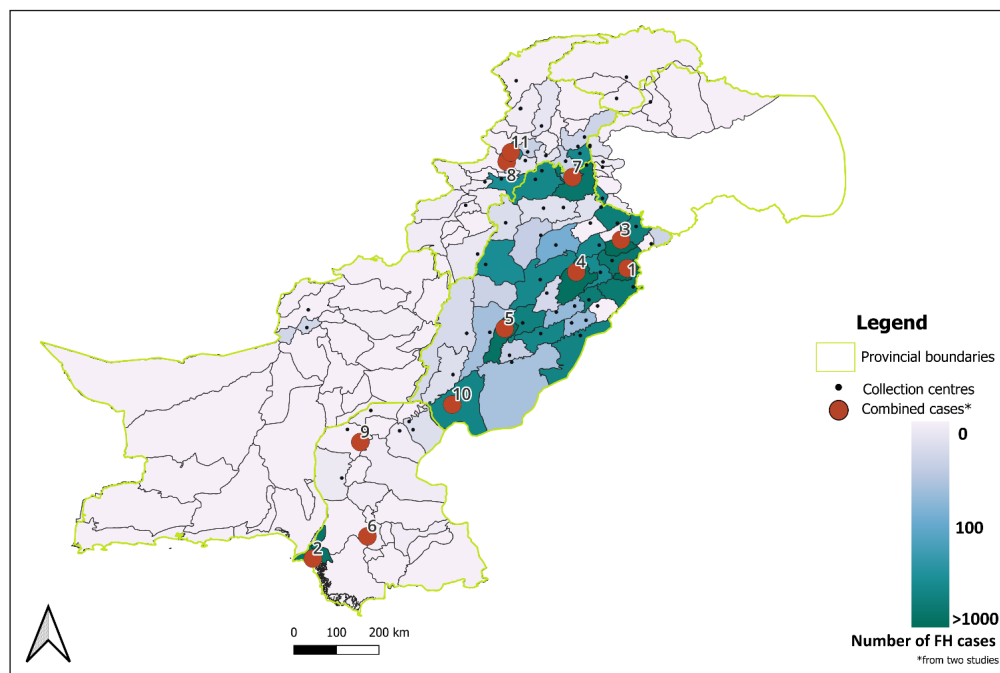 11
8
7
3
1
4
5
10
9
6
2
Legend
Provincial boundaries
Collection centres
Combined cases*
0
100
>1000
Number of FH cases
*from two studies
0 100 200 km